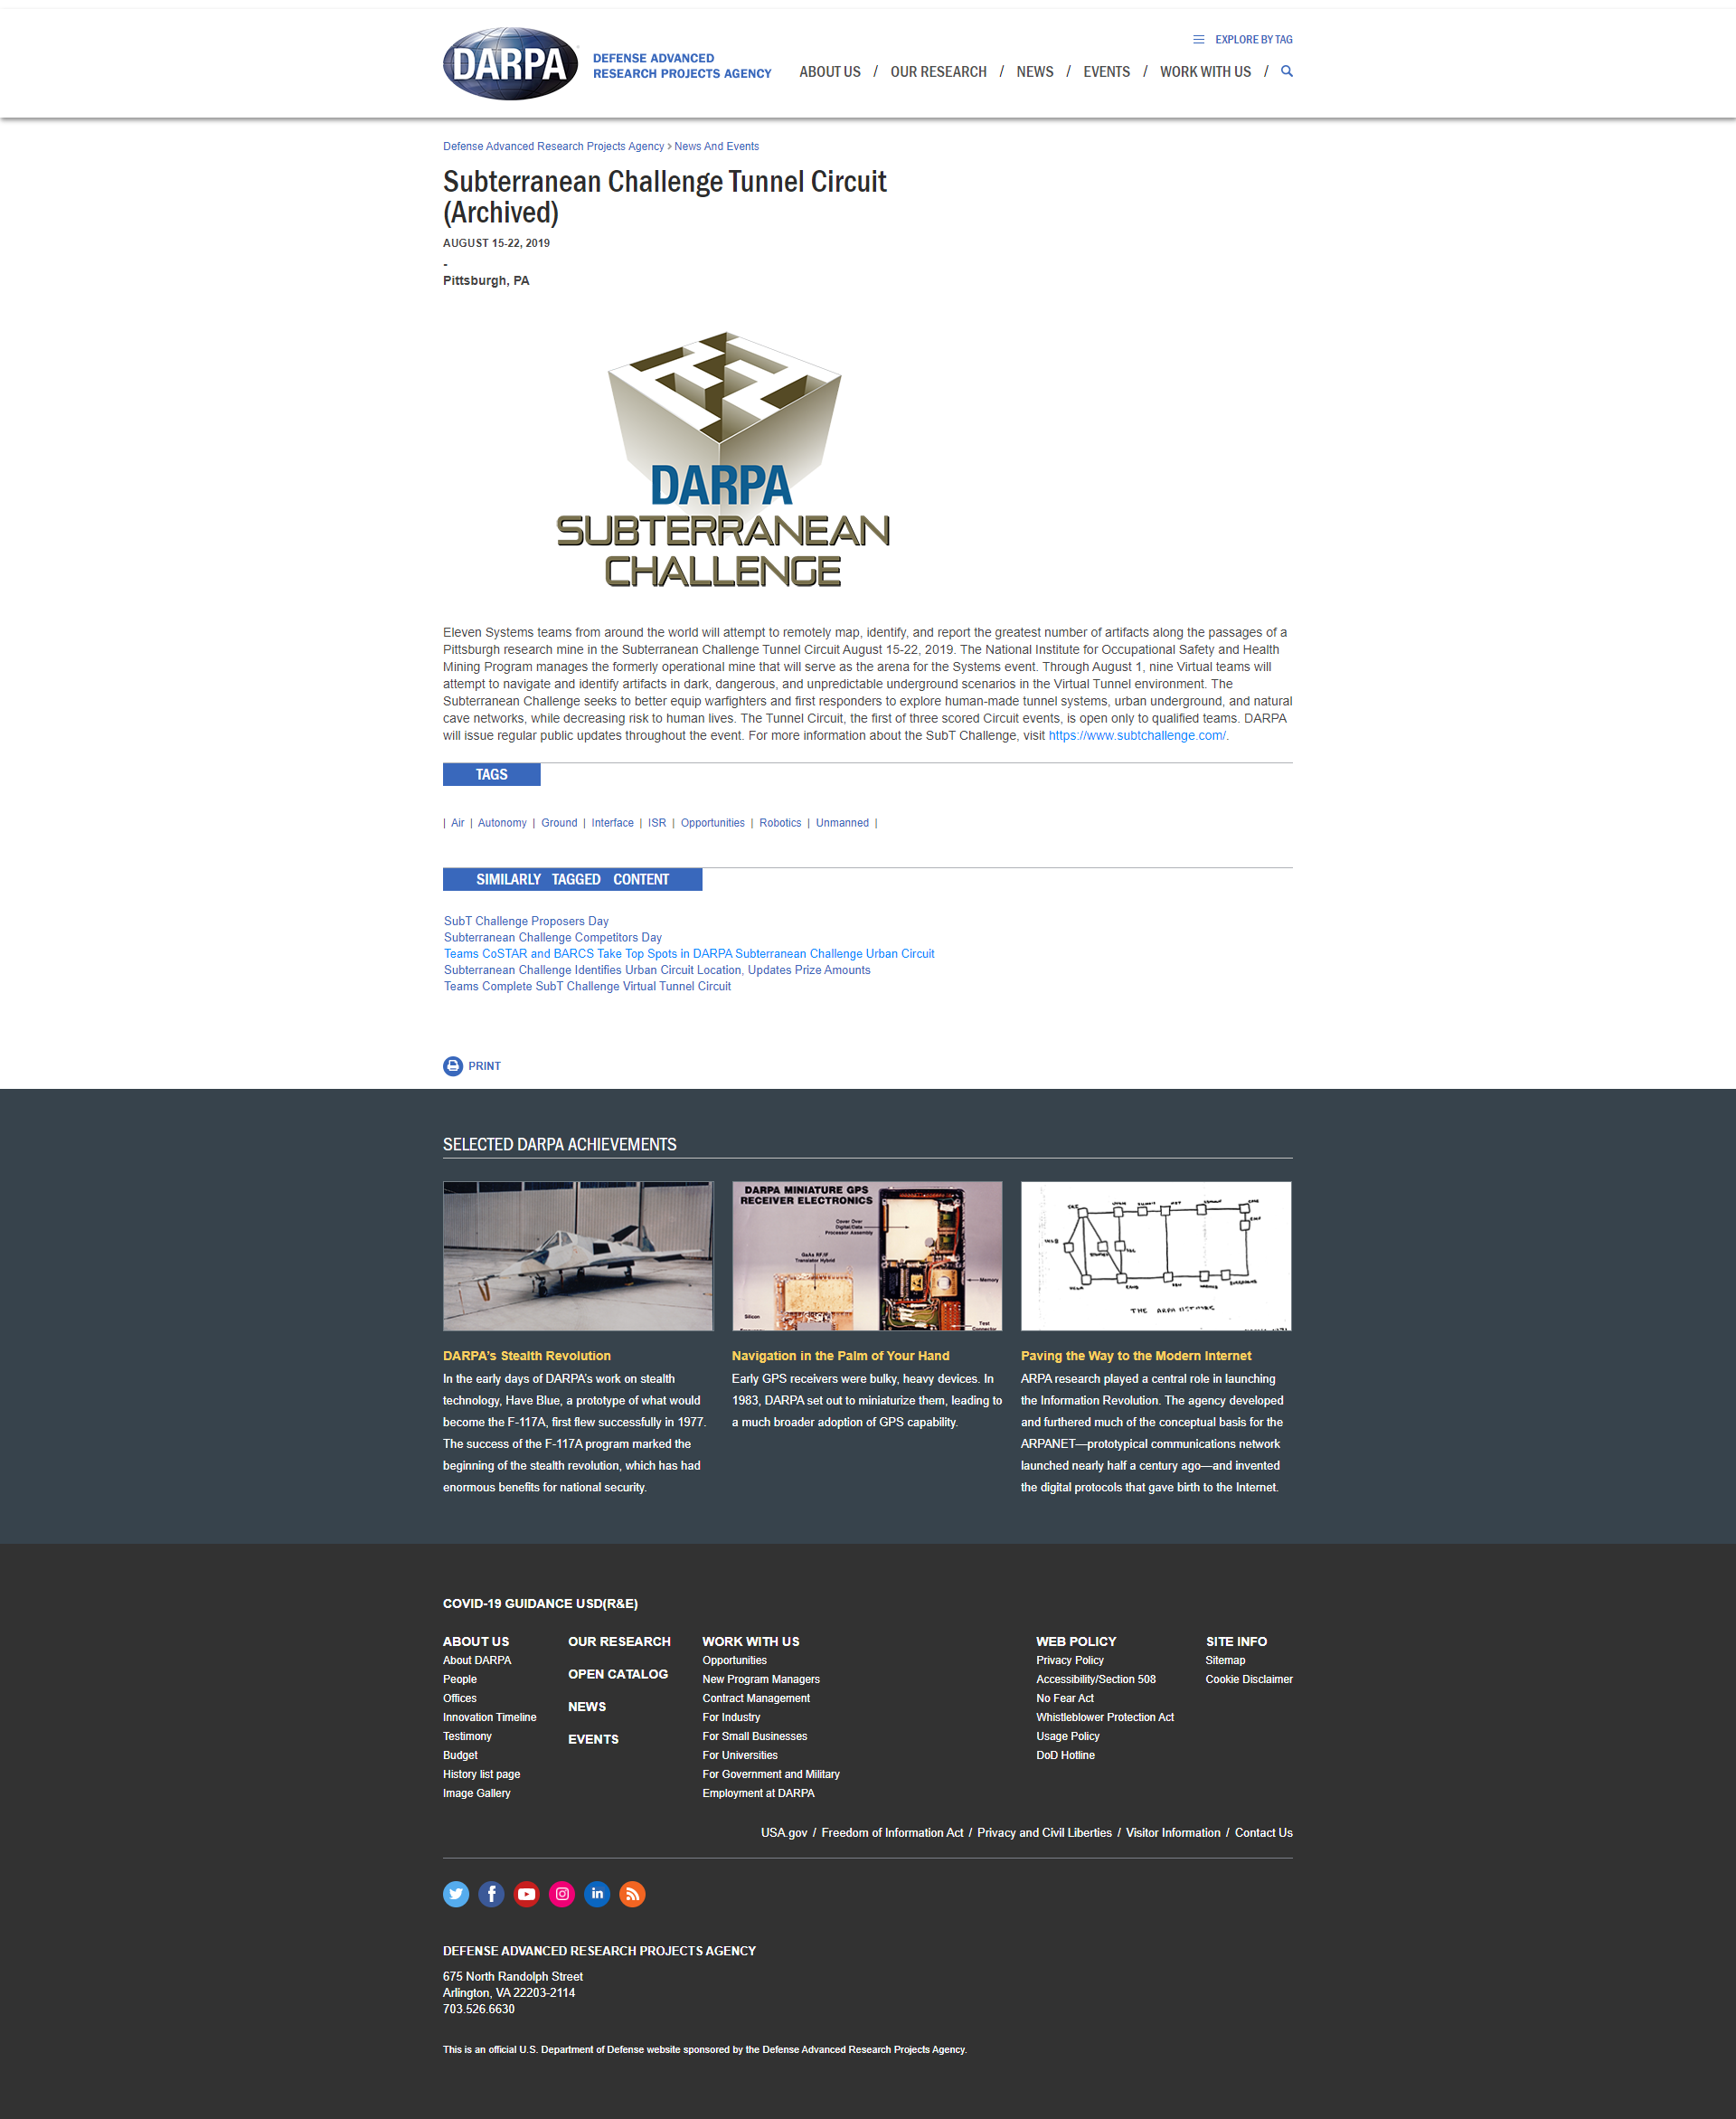 EXPLORE BY TAG
DARPA
DEFENSE ADVANCED
RESEARCH PROJECTS AGENCY
ABOUT US / OUR RESEARCH / NEWS / EVENTS / WORK WITH US /
Defense Advanced Research Projects Agency > News And Events
Subterranean Challenge Tunnel Circuit
(Archived)
AUGUST 15-22, 2019
-
Pittsburgh, PA
DARPA
SUBTERRANEAN
CHALLENGE
Eleven Systems teams from around the world will attempt to remotely map, identify, and report the greatest number of artifacts along the passages of a
Pittsburgh research mine in the Subterranean Challenge Tunnel Circuit August 15-22, 2019. The National Institute for Occupational Safety and Health
Mining Program manages the formerly operational mine that will serve as the arena for the Systems event. Through August 1, nine Virtual teams will
attempt to navigate and identify artifacts in dark, dangerous, and unpredictable underground scenarios in the Virtual Tunnel environment. The
Subterranean Challenge seeks to better equip warfighters and first responders to explore human-made tunnel systems, urban underground, and natural
cave networks, while decreasing risk to human lives. The Tunnel Circuit, the first of three scored Circuit events, is open only to qualified teams. DARPA
will issue regular public updates throughout the event. For more information about the SubT Challenge, visit https://www.subtchallenge.com/.
TAGS
| Air | Autonomy | Ground | Interface | ISR | Opportunities | Robotics | Unmanned |
SIMILARLY TAGGED CONTENT
SubT Challenge Proposers Day
Subterranean Challenge Competitors Day
Teams CoSTAR and BARCS Take Top Spots in DARPA Subterranean Challenge Urban Circuit
Subterranean Challenge Identifies Urban Circuit Location, Updates Prize Amounts
Teams Complete SubT Challenge Virtual Tunnel Circuit
PRINT
SELECTED DARPA ACHIEVEMENTS
DARPA MINIATURE GPS
RECEIVER ELECTRONICS
Cover Over
Digital/Data
Processor Assembly
GaAs RF/IF
Translator Hybrid
Memory
Silicon
Test
Connector
THE ARPA NETWORK
DARPA's Stealth Revolution
In the early days of DARPA's work on stealth
technology, Have Blue, a prototype of what would
become the F-117A, first flew successfully in 1977.
The success of the F-117A program marked the
beginning of the stealth revolution, which has had
enormous benefits for national security.
Navigation in the Palm of Your Hand
Early GPS receivers were bulky, heavy devices. In
1983, DARPA set out to miniaturize them, leading to
a much broader adoption of GPS capability.
Paving the Way to the Modern Internet
ARPA research played a central role in launching
the Information Revolution. The agency developed
and furthered much of the conceptual basis for the
ARPANET—prototypical communications network
launched nearly half a century ago—and invented
the digital protocols that gave birth to the Internet.
COVID-19 GUIDANCE USD(R&E)
ABOUT US
About DARPA
People
Offices
Innovation Timeline
Testimony
Budget
History list page
Image Gallery
OUR RESEARCH
OPEN CATALOG
NEWS
EVENTS
WORK WITH US
Opportunities
New Program Managers
Contract Management
For Industry
For Small Businesses
For Universities
For Government and Military
Employment at DARPA
WEB POLICY
Privacy Policy
Accessibility/Section 508
No Fear Act
Whistleblower Protection Act
Usage Policy
DoD Hotline
SITE INFO
Sitemap
Cookie Disclaimer
USA.gov / Freedom of Information Act / Privacy and Civil Liberties / Visitor Information / Contact Us
DEFENSE ADVANCED RESEARCH PROJECTS AGENCY
675 North Randolph Street
Arlington, VA 22203-2114
703.526.6630
This is an official U.S. Department of Defense website sponsored by the Defense Advanced Research Projects Agency.